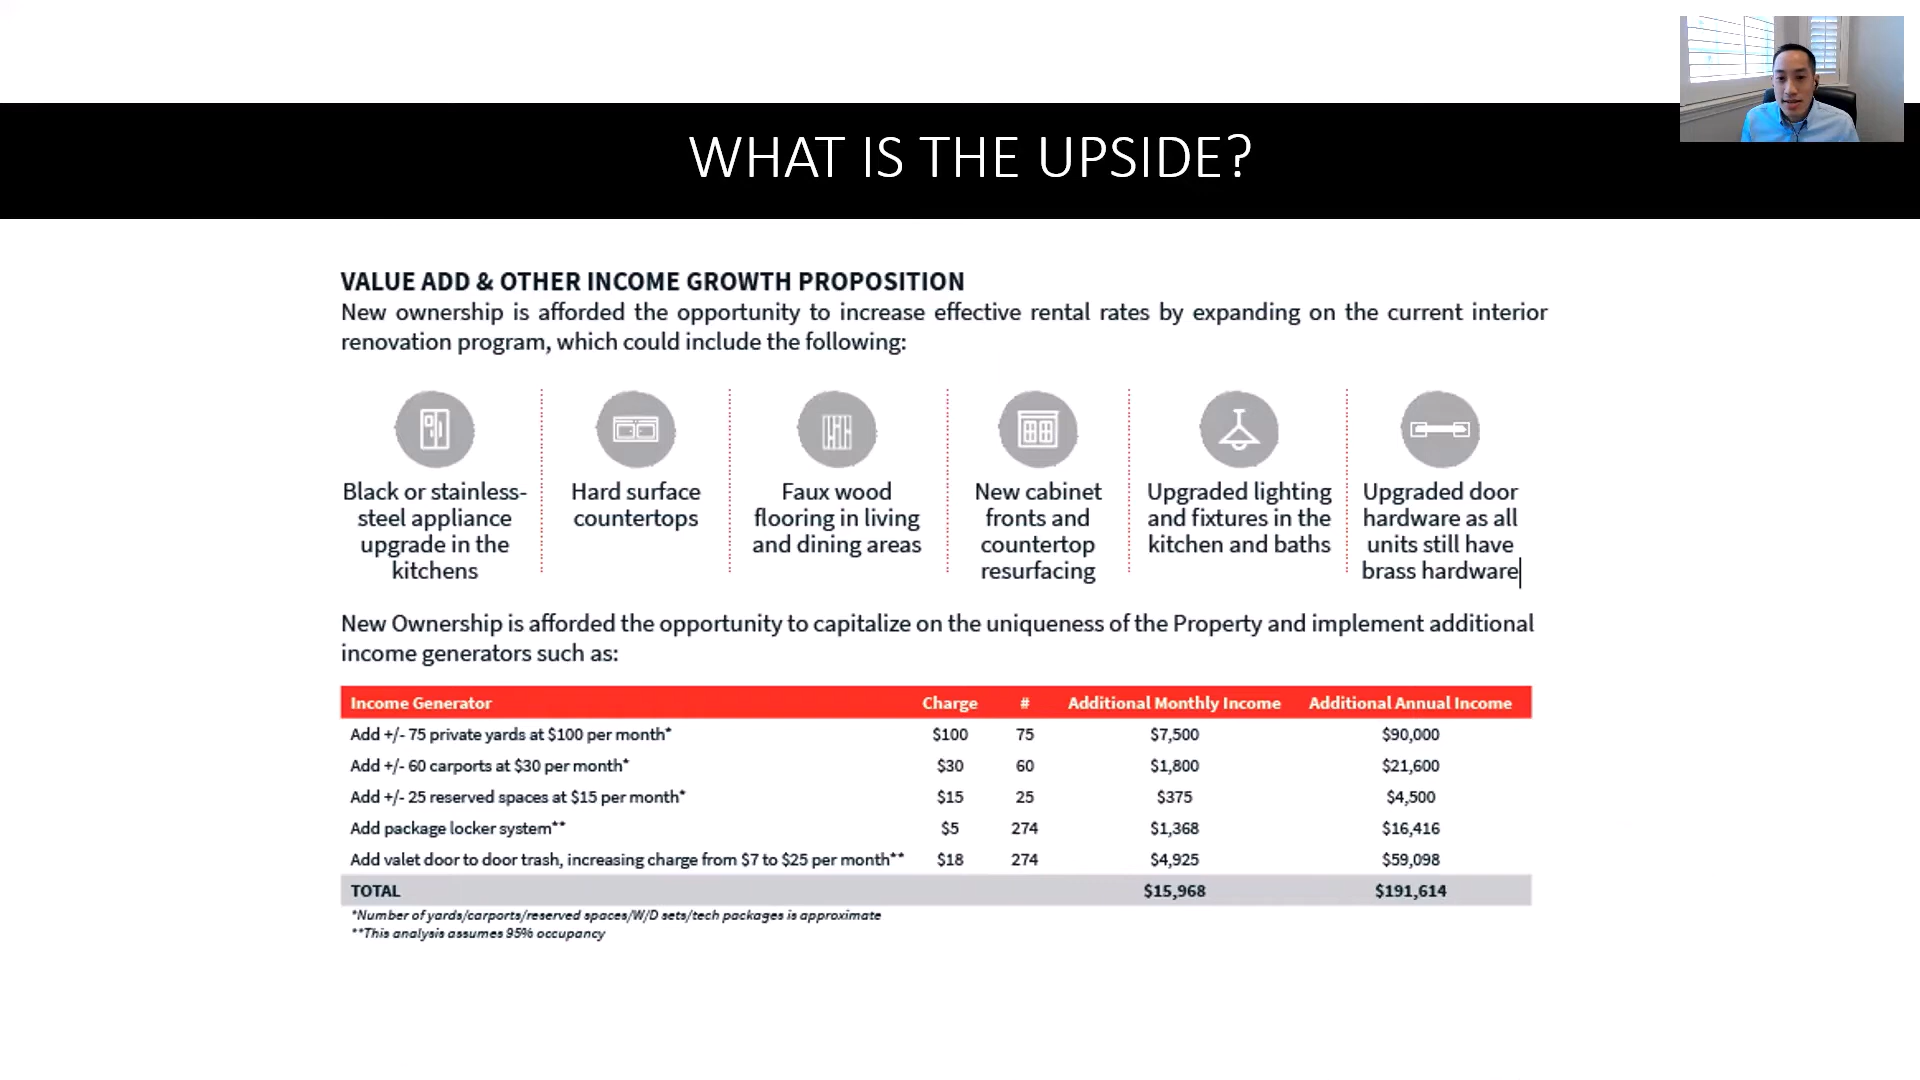 WHAT IS THE UPSIDE?
VALUE ADD & OTHER INCOME GROWTH PROPOSITION
New ownership is afforded the opportunity to increase effective rental rates by expanding on the current interior
renovation program, which could include the following:
Black or stainless-
steel appliance
upgrade in the
kitchens
Hard surface
countertops
Faux wood
flooring in living
and dining areas
New cabinet
fronts and
countertop
resurfacing
Upgraded lighting
and fixtures in the
kitchen and baths
Upgraded door
hardware as all
units still have
brass hardware
New Ownership is afforded the opportunity to capitalize on the uniqueness of the Property and implement additional
income generators such as:
Income Generator Charge # Additional Monthly Income Additional Annual Income
Add +/- 75 private yards at $100 per month* $100 75 $7,500 $90,000
Add +/- 60 carports at $30 per month* $30 60 $1,800 $21,600
Add +/- 25 reserved spaces at $15 per month* $15 25 $375 $4,500
Add package locker system** $5 274 $1,368 $16,416
Add valet door to door trash, increasing charge from $7 to $25 per month** $18 274 $4,925 $59,098
TOTAL $15,968 $191,614
*Number of yards/carports/reserved spaces/W/D sets/tech packages is approximate
**This analysis assumes 95% occupancy